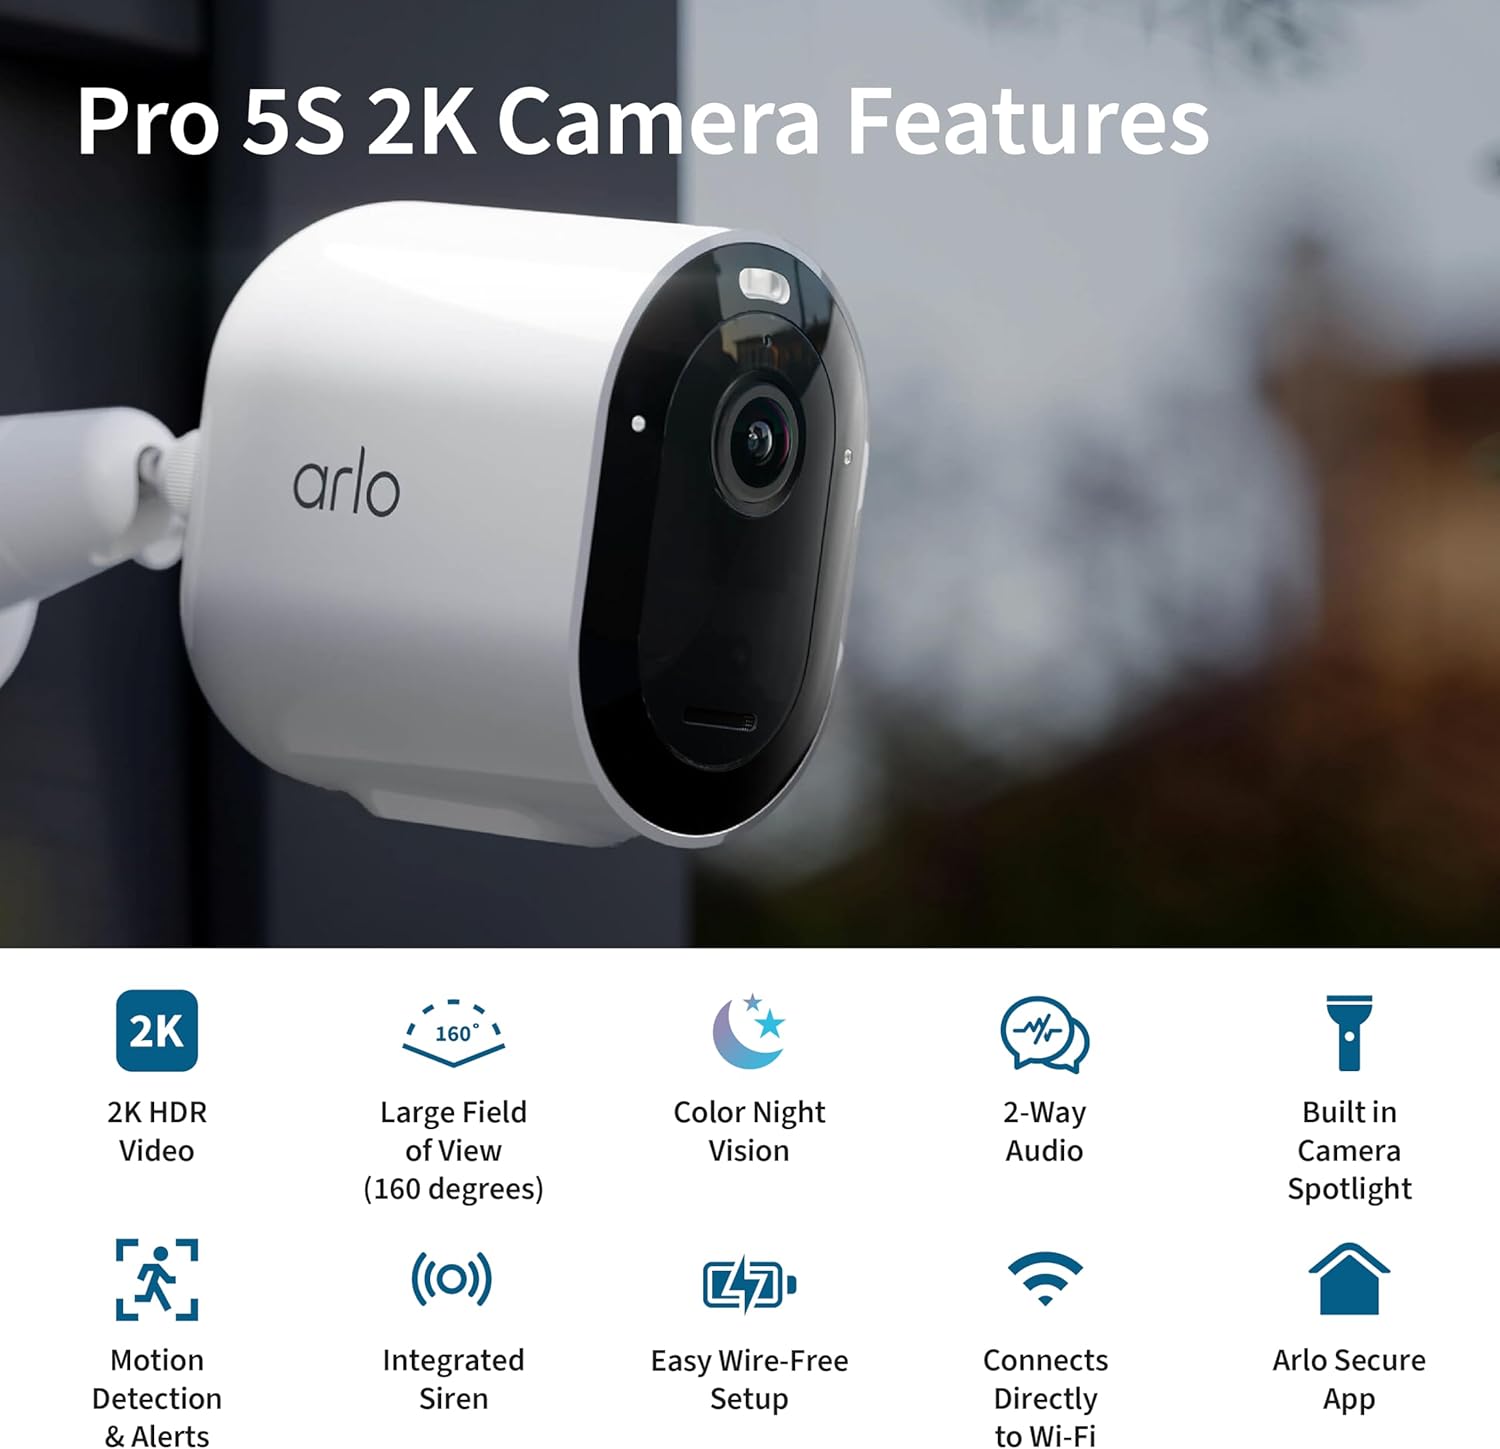 Pro 5S 2K Camera Features
arlo
2K
160°
2K HDR
Video
Large Field
of View
(160 degrees)
Color Night
Vision
2-Way
Audio
Built in
Camera
Spotlight
Motion
Detection
& Alerts
Integrated
Siren
Easy Wire-Free
Setup
Connects
Directly
to Wi-Fi
Arlo Secure
App